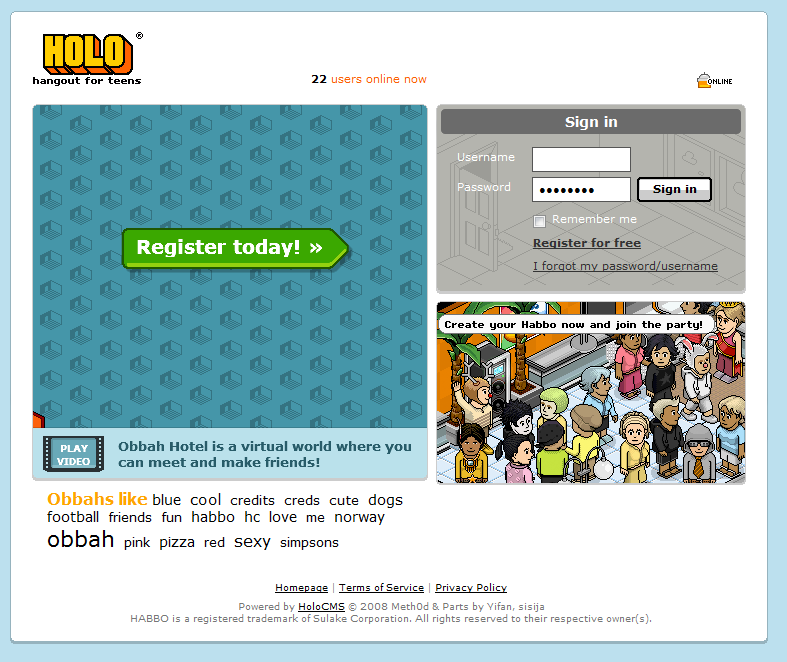 HOLO ®
hangout for teens
22 users online now
ONLINE
Register today! »
PLAY VIDEO
Obbah Hotel is a virtual world where you
can meet and make friends!
Obbahs like blue cool credits creds cute dogs
football friends fun habbo hc love me norway
obbah pink pizza red sexy simpsons
Sign in
Username
Password
●●●●●●●● Sign in
Remember me
Register for free
I forgot my password/username
Create your Habbo now and join the party!
Homepage | Terms of Service | Privacy Policy
Powered by HoloCMS © 2008 Meth0d & Parts by Yifan, sisija
HABBO is a registered trademark of Sulake Corporation. All rights reserved to their respective owner(s).